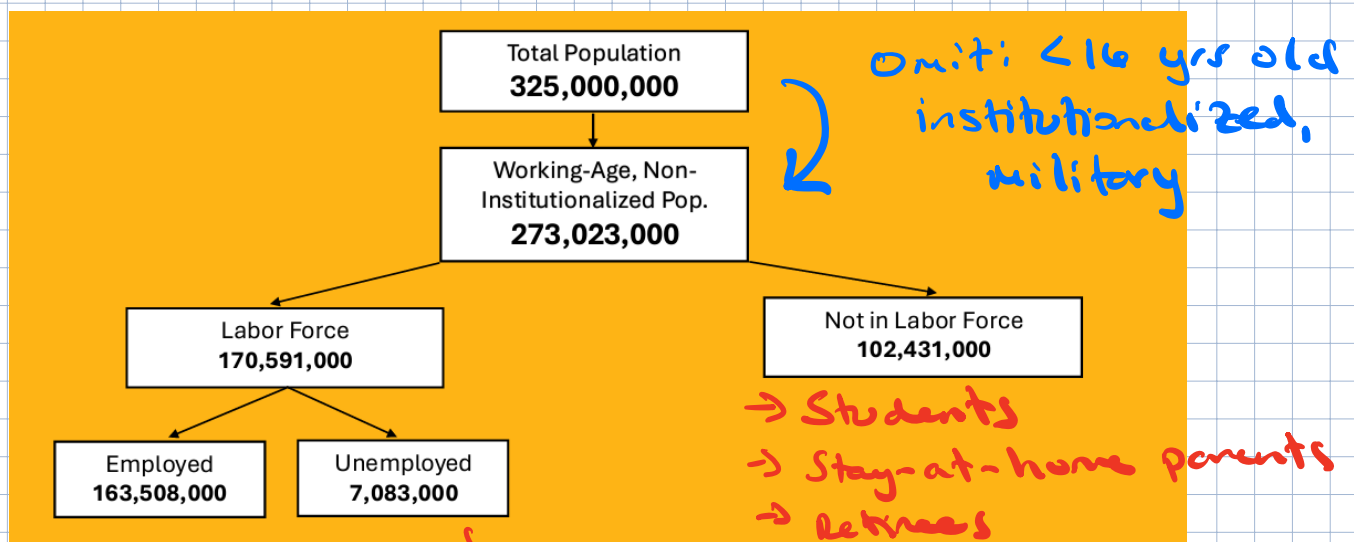 Total Population
325,000,000
Omit: <16 yrs old
institutionalized,
military
Working-Age, Non-
Institutionalized Pop.
273,023,000
Labor Force
170,591,000
Not in Labor Force
102,431,000
→ Students
→ Stay-at-home parents
→ Retirees
Employed
163,508,000
Unemployed
7,083,000